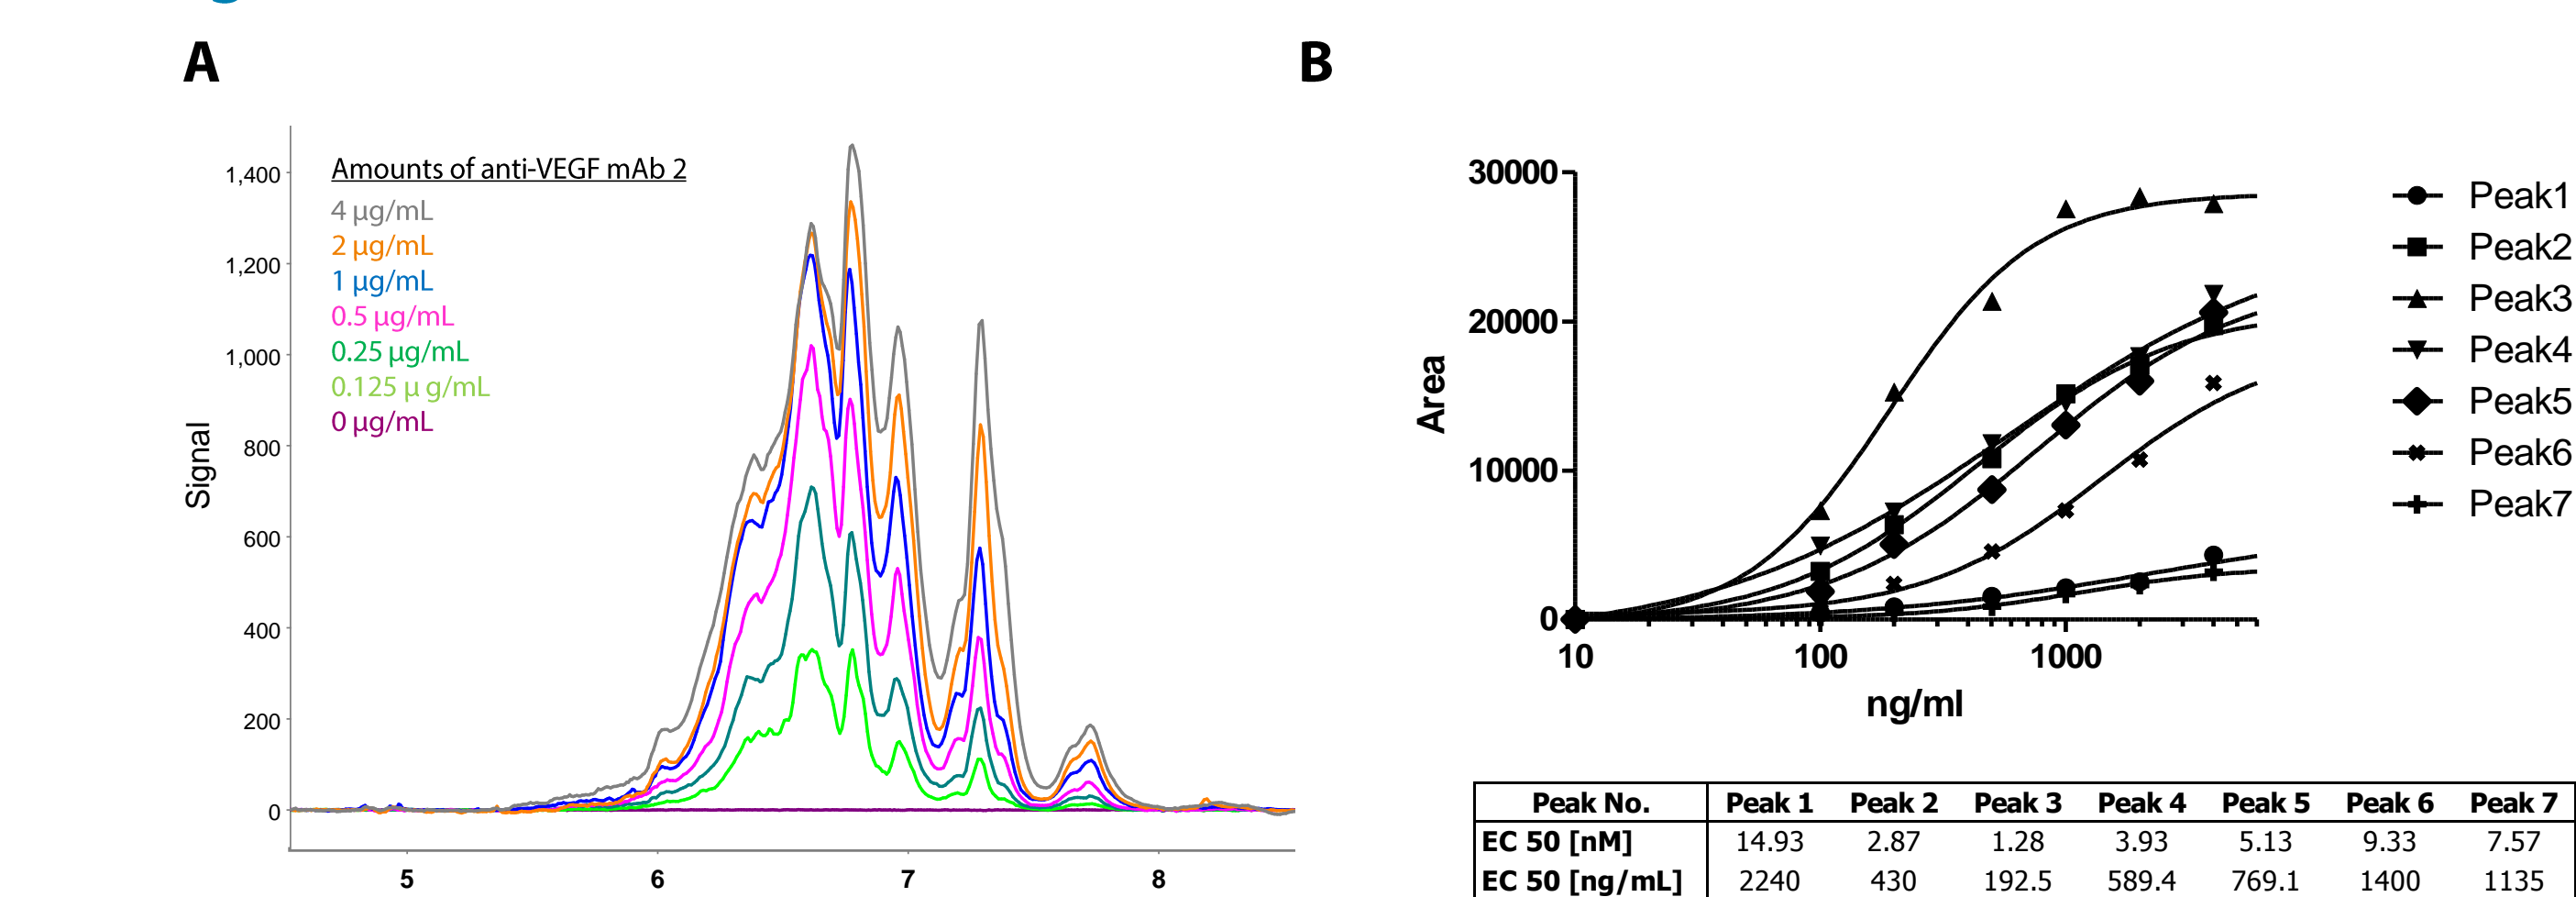 A
B
Amounts of anti-VEGF mAb 2
4 µg/mL
2 µg/mL
1 µg/mL
0.5 µg/mL
0.25 µg/mL
0.125 µ g/mL
0 µg/mL
Signal
1,400
1,200
1,000
800
600
400
200
0
5 6 7 8
Area
30000
20000
10000
0
10 100 1000
ng/ml
Peak1
Peak2
Peak3
Peak4
Peak5
Peak6
Peak7
Peak No. Peak 1 Peak 2 Peak 3 Peak 4 Peak 5 Peak 6 Peak 7
EC 50 [nM] 14.93 2.87 1.28 3.93 5.13 9.33 7.57
EC 50 [ng/mL] 2240 430 192.5 589.4 769.1 1400 1135